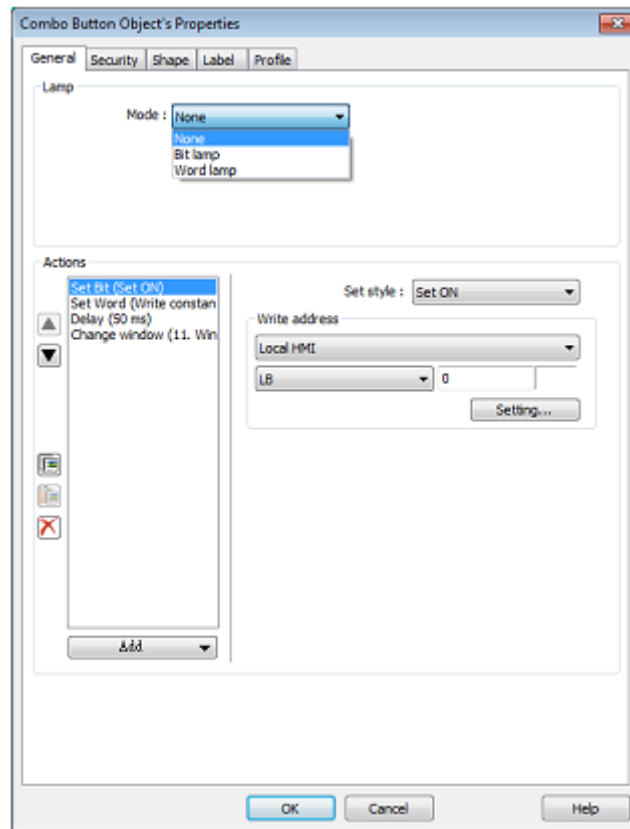 Combo Button Object's Properties
General Security Shape Label Profile
Lamp
Mode : None
None
Bit lamp
Word lamp
Actions
Set Bit (Set ON)
Set Word (Write constan
Delay (50 ms)
Change window (11. Win
Add
Set style : Set ON
Write address
Local HMI
LB 0
Setting...
OK Cancel Help